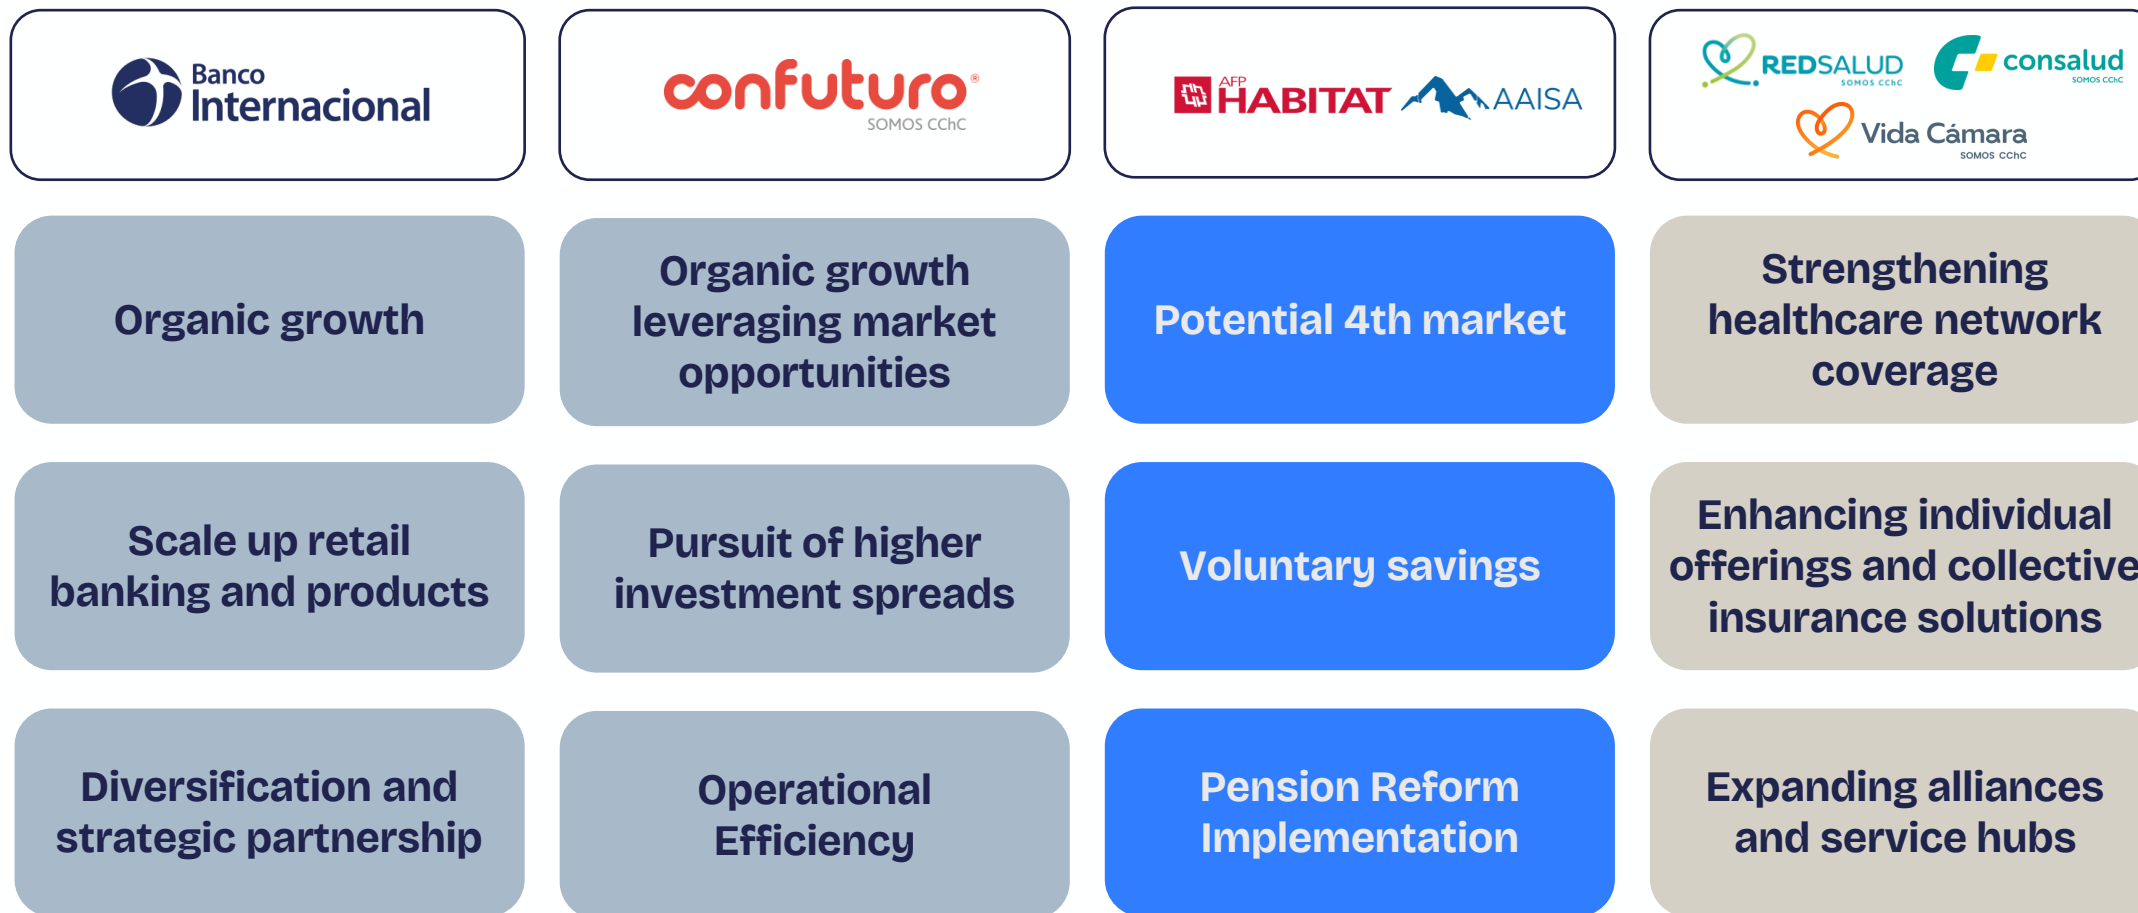 Banco
Internacional
confuturo®
SOMOS CChC
AFP
HABITAT
AAISA
REDSALUD
SOMOS CChC
consalud
SOMOS CChC
Vida Cámara
SOMOS CChC
Organic growth
Organic growth
leveraging market
opportunities
Potential 4th market
Strengthening
healthcare network
coverage
Scale up retail
banking and products
Pursuit of higher
investment spreads
Voluntary savings
Enhancing individual
offerings and collective
insurance solutions
Diversification and
strategic partnership
Operational
Efficiency
Pension Reform
Implementation
Expanding alliances
and service hubs